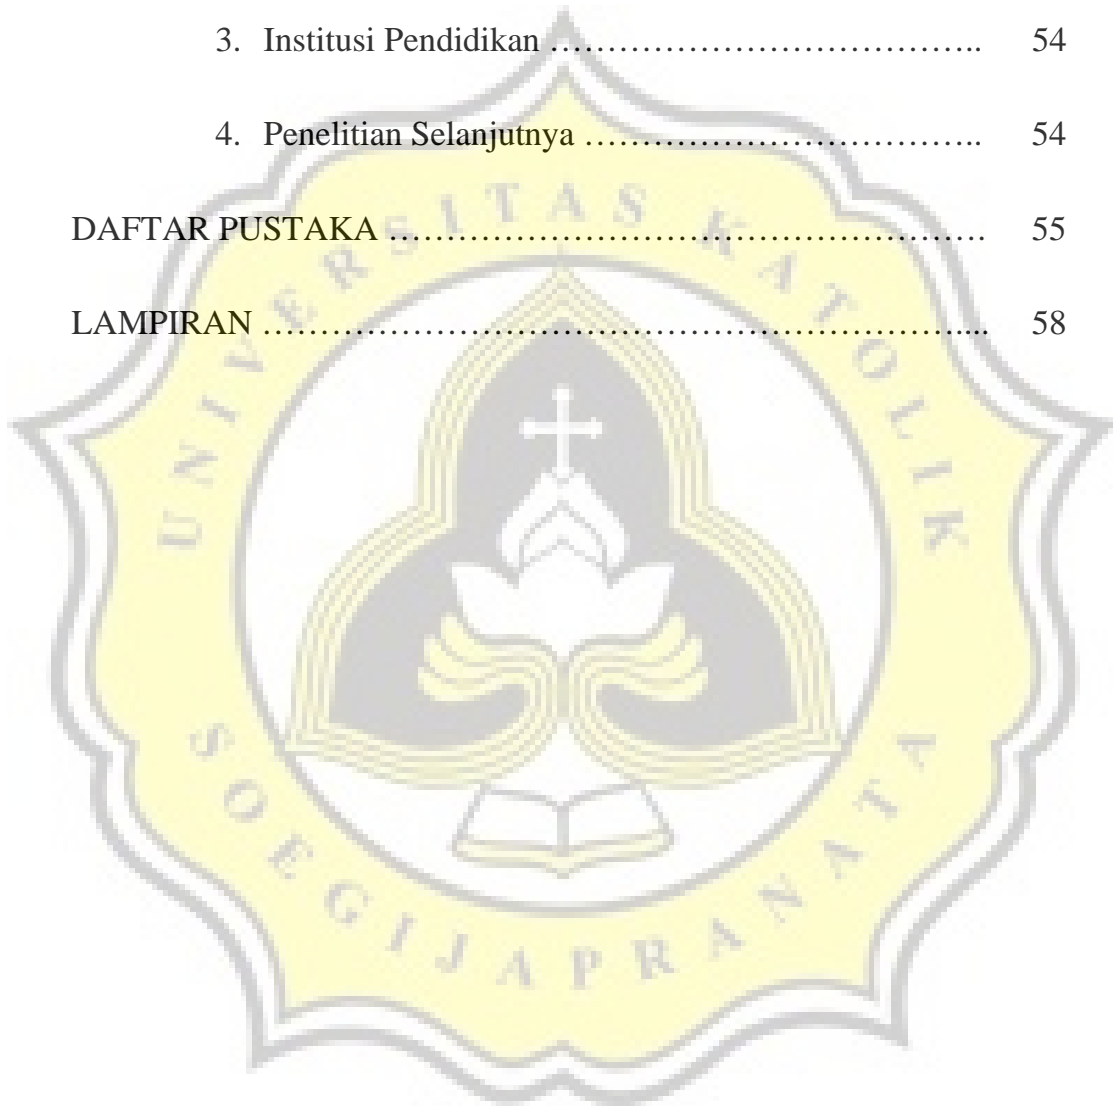 3. Institusi Pendidikan ……………………………….. 54
4. Penelitian Selanjutnya …………………………….. 54
DAFTAR PUSTAKA ……………………………………………. 55
LAMPIRAN ……………………………………………………... 58
UNIVERSITAS KATOLIK
SOEGIJAPRANATA